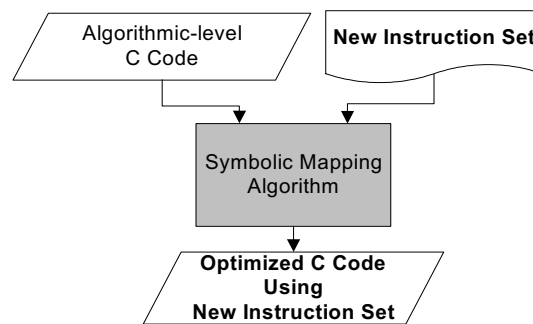 Algorithmic-level
C Code
New Instruction Set
Symbolic Mapping
Algorithm
Optimized C Code
Using
New Instruction Set